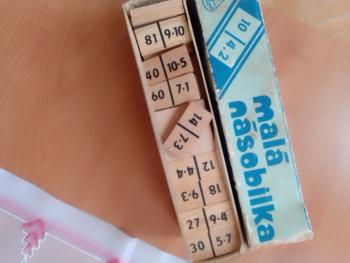 81 | 9·10
40 | 10·5
60 | 7·1
14 | 7·3
12 | 4·4
18 | 9·3
27 | 9·4
30 | 5·7
10 | 4.2
malá
násobilka